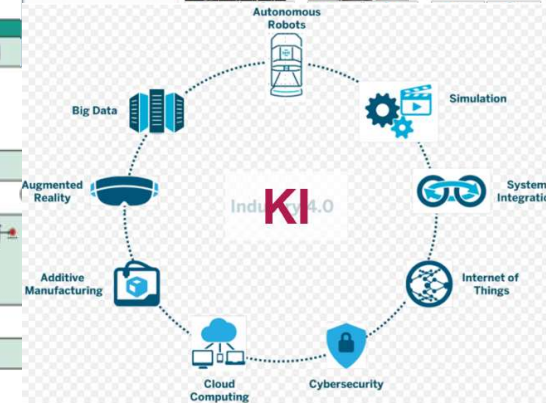 Autonomous
Robots
Simulation
Big Data
System
Integratio
Augmented
Reality
Industry 4.0
KI
Internet of
Things
Additive
Manufacturing
Cybersecurity
Cloud
Computing